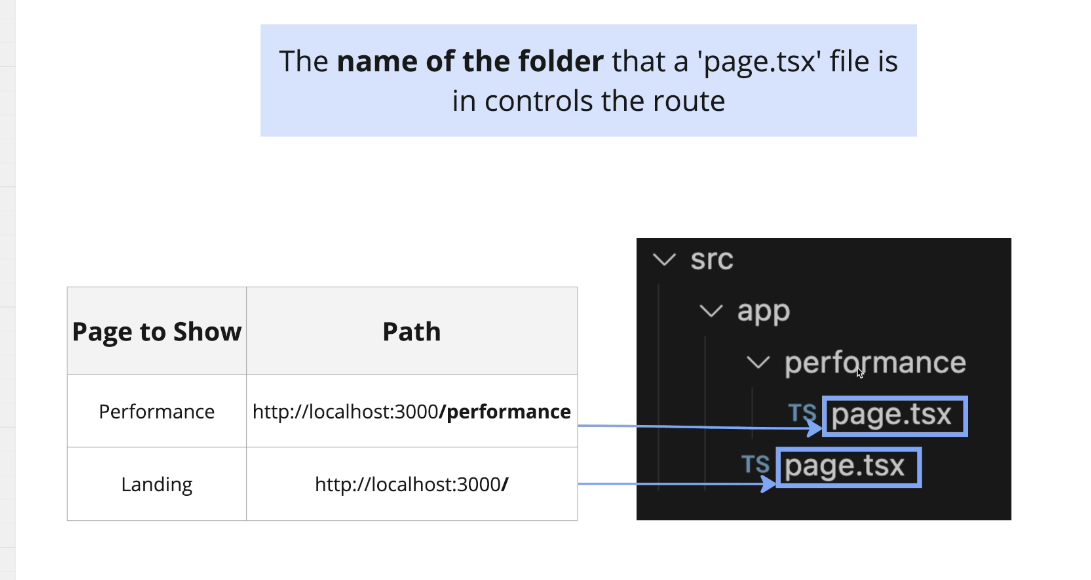 The name of the folder that a 'page.tsx' file is
in controls the route
Page to Show Path
Performance http://localhost:3000/performance
Landing http://localhost:3000/
src
app
performance
TS page.tsx
TS page.tsx